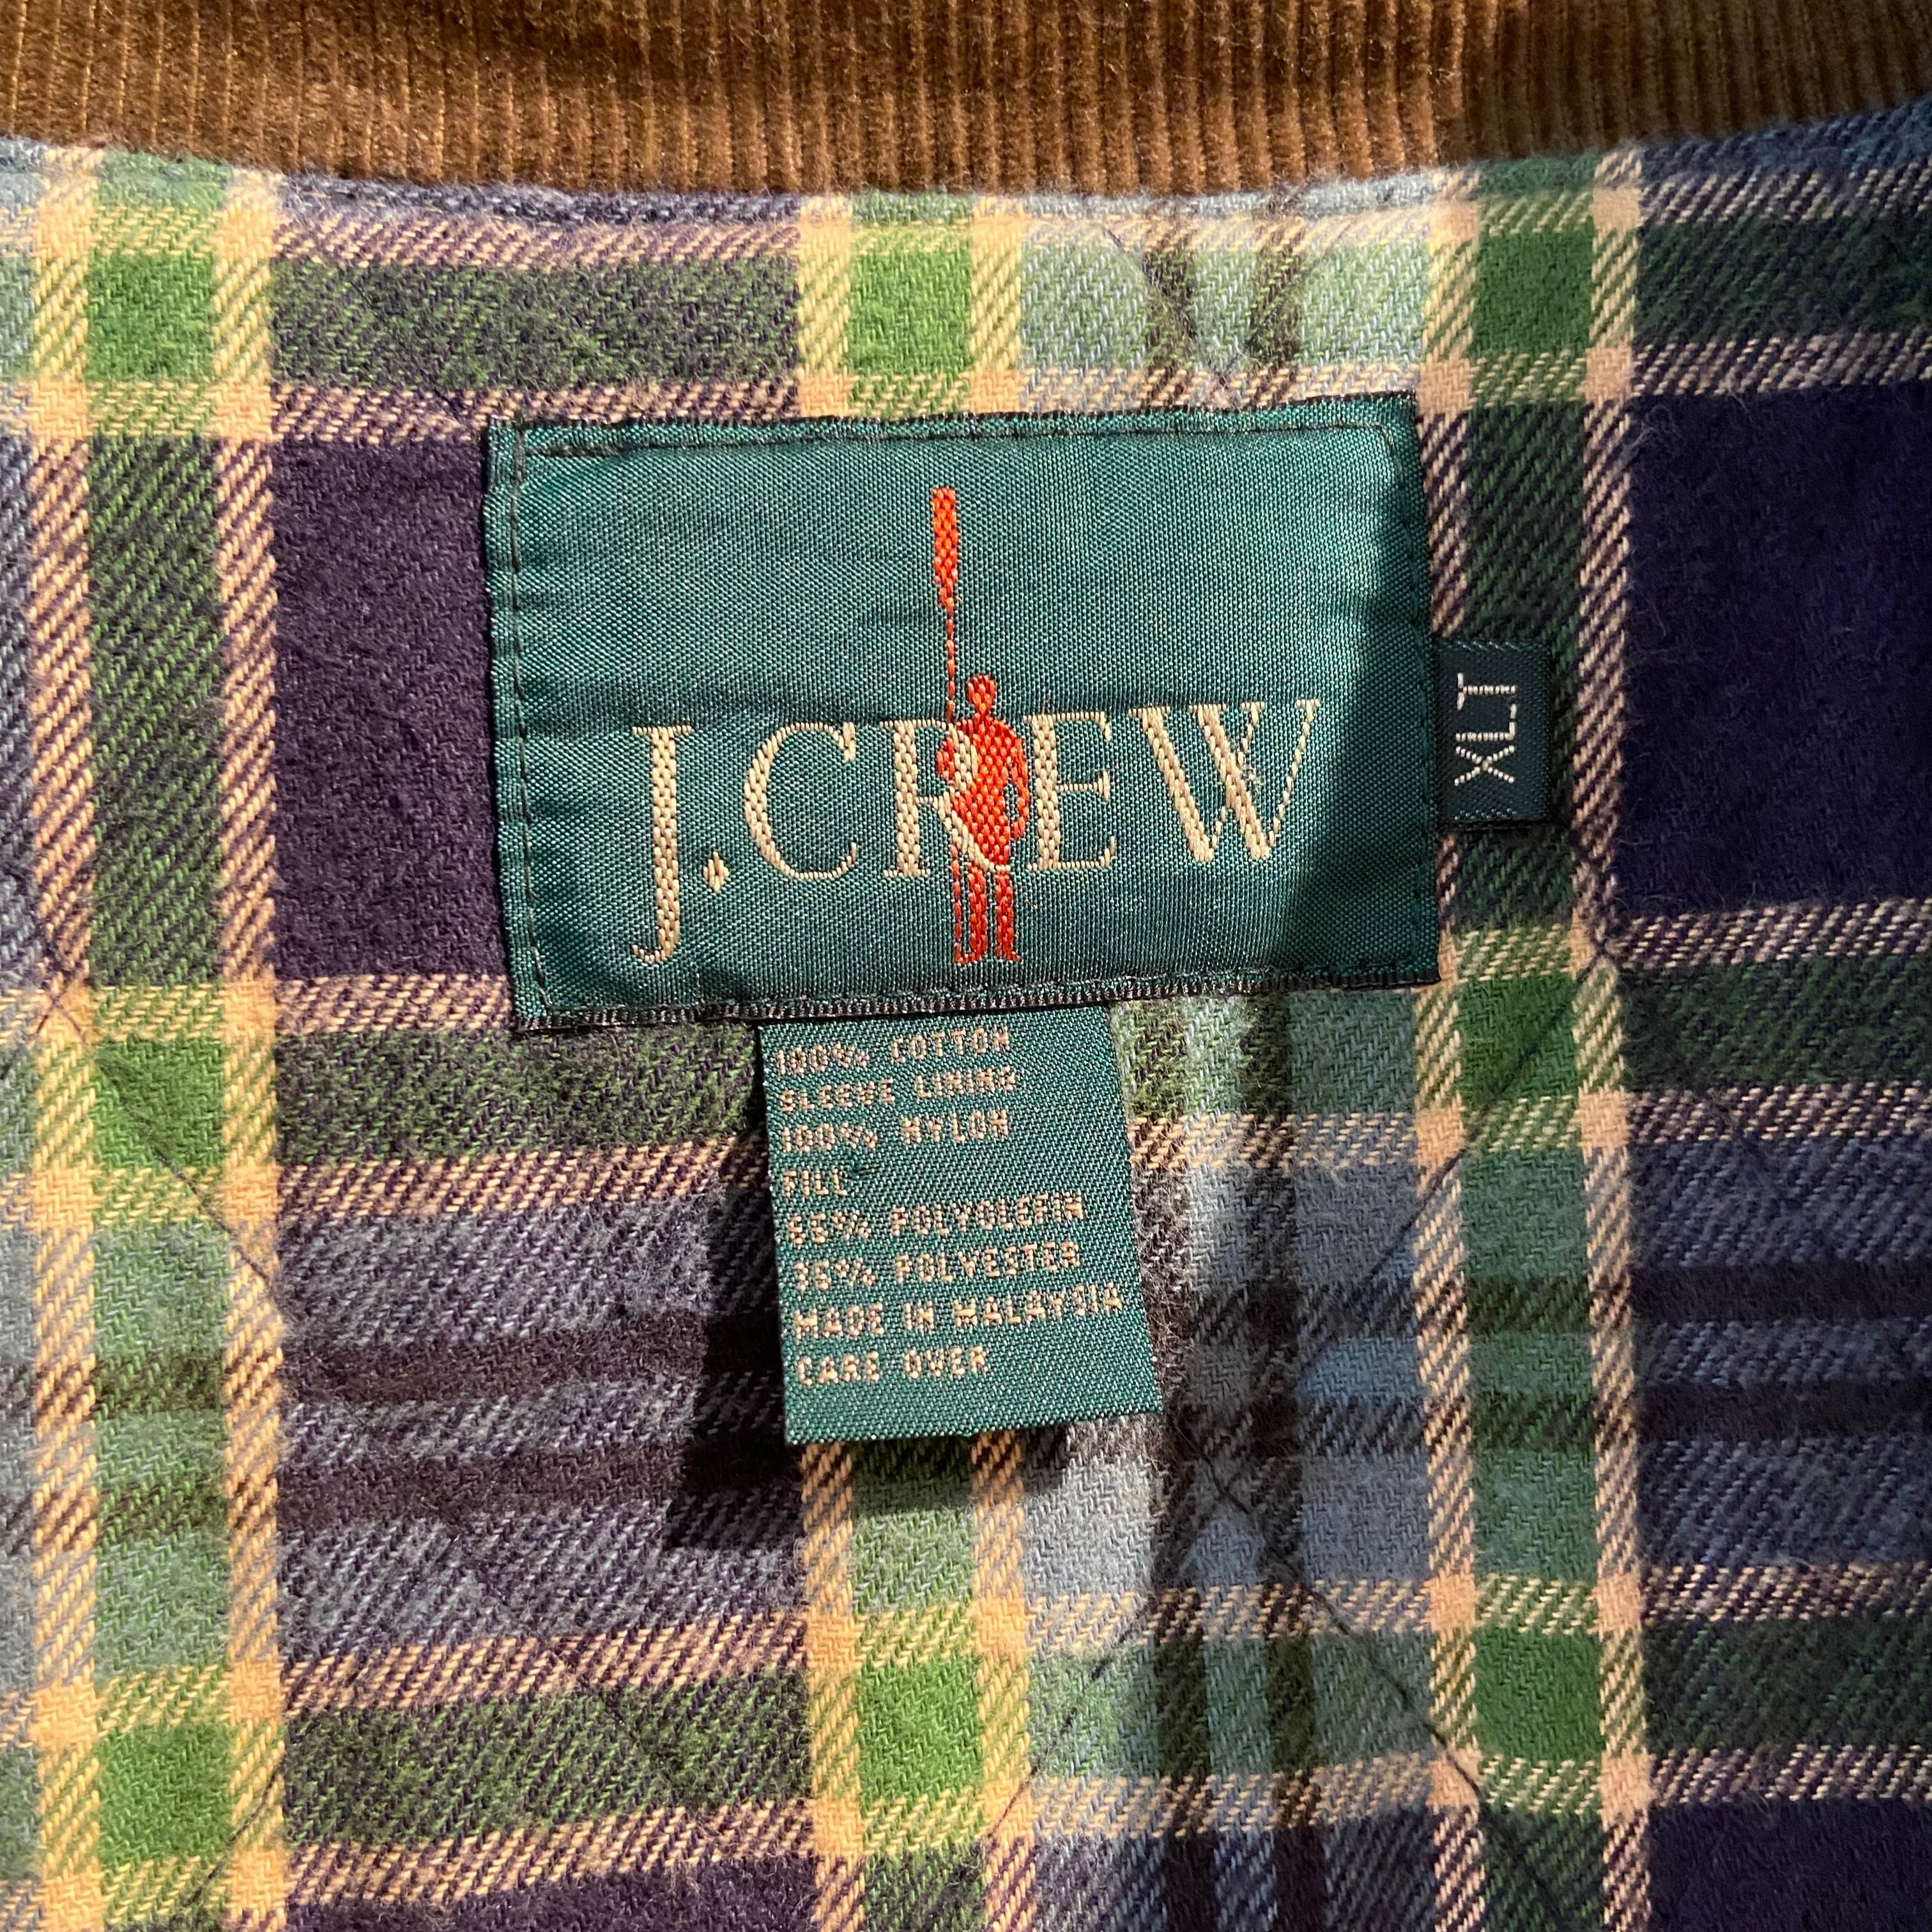 J.CREW
XLT
100% COTTON
SLEEVE LINING
100% NYLON
FILL
65% POLYOLEFIN
35% POLYESTER
MADE IN MALAYSIA
CARE OVER